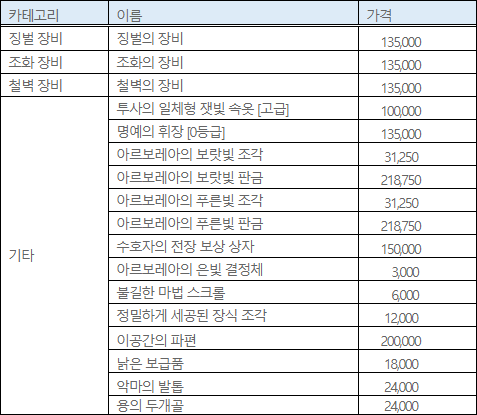 카테고리 이름 가격
징벌 장비 징벌의 장비 135,000
조화 장비 조화의 장비 135,000
철벽 장비 철벽의 장비 135,000
투사의 일체형 잿빛 속옷 [고급] 100,000
명예의 휘장 [0등급] 135,000
아르보레아의 보랏빛 조각 31,250
아르보레아의 보랏빛 판금 218,750
아르보레아의 푸른빛 조각 31,250
아르보레아의 푸른빛 판금 218,750
수호자의 전장 보상 상자 150,000
기타 아르보레아의 은빛 결정체 3,000
불길한 마법 스크롤 6,000
정밀하게 세공된 장식 조각 12,000
이공간의 파편 200,000
낡은 보급품 18,000
악마의 발톱 24,000
용의 두개골 24,000